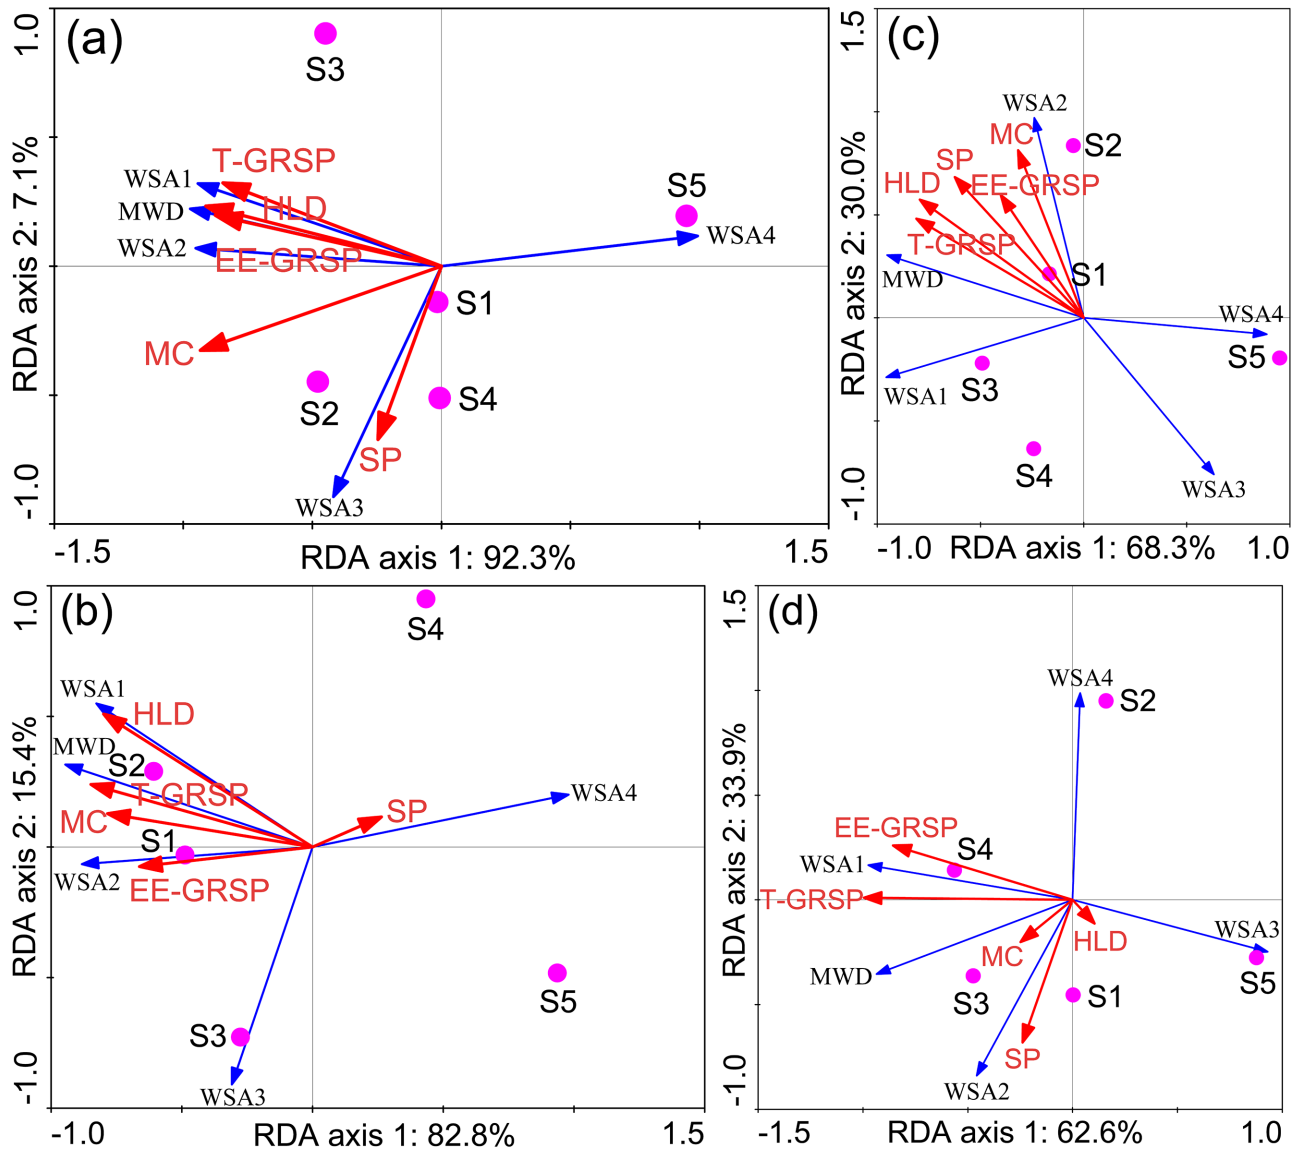 (a)
1.0
RDA axis 2: 7.1%
-1.0
S3
T-GRSP
WSA1
HLD
MWD
WSA2
EE-GRSP
S5
WSA4
S1
MC
S2
S4
SP
WSA3
-1.5
RDA axis 1: 92.3%
1.5
(c)
1.5
RDA axis 2: 30.0%
-1.0
WSA2
MC
S2
SP
HLD
EE-GRSP
T-GRSP
MWD
S1
WSA4
S5
WSA1
S3
S4
WSA3
-1.0
RDA axis 1: 68.3%
1.0
(b)
1.0
RDA axis 2: 15.4%
-1.0
S4
WSA1
HLD
MWD
S2
T-GRSP
WSA4
SP
MC
S1
WSA2
EE-GRSP
S5
S3
WSA3
-1.0
RDA axis 1: 82.8%
1.5
(d)
1.5
RDA axis 2: 33.9%
-1.0
WSA4
S2
EE-GRSP
S4
WSA1
T-GRSP
WSA3
HLD
MC
MWD
S5
S3
S1
SP
WSA2
-1.5
RDA axis 1: 62.6%
1.0